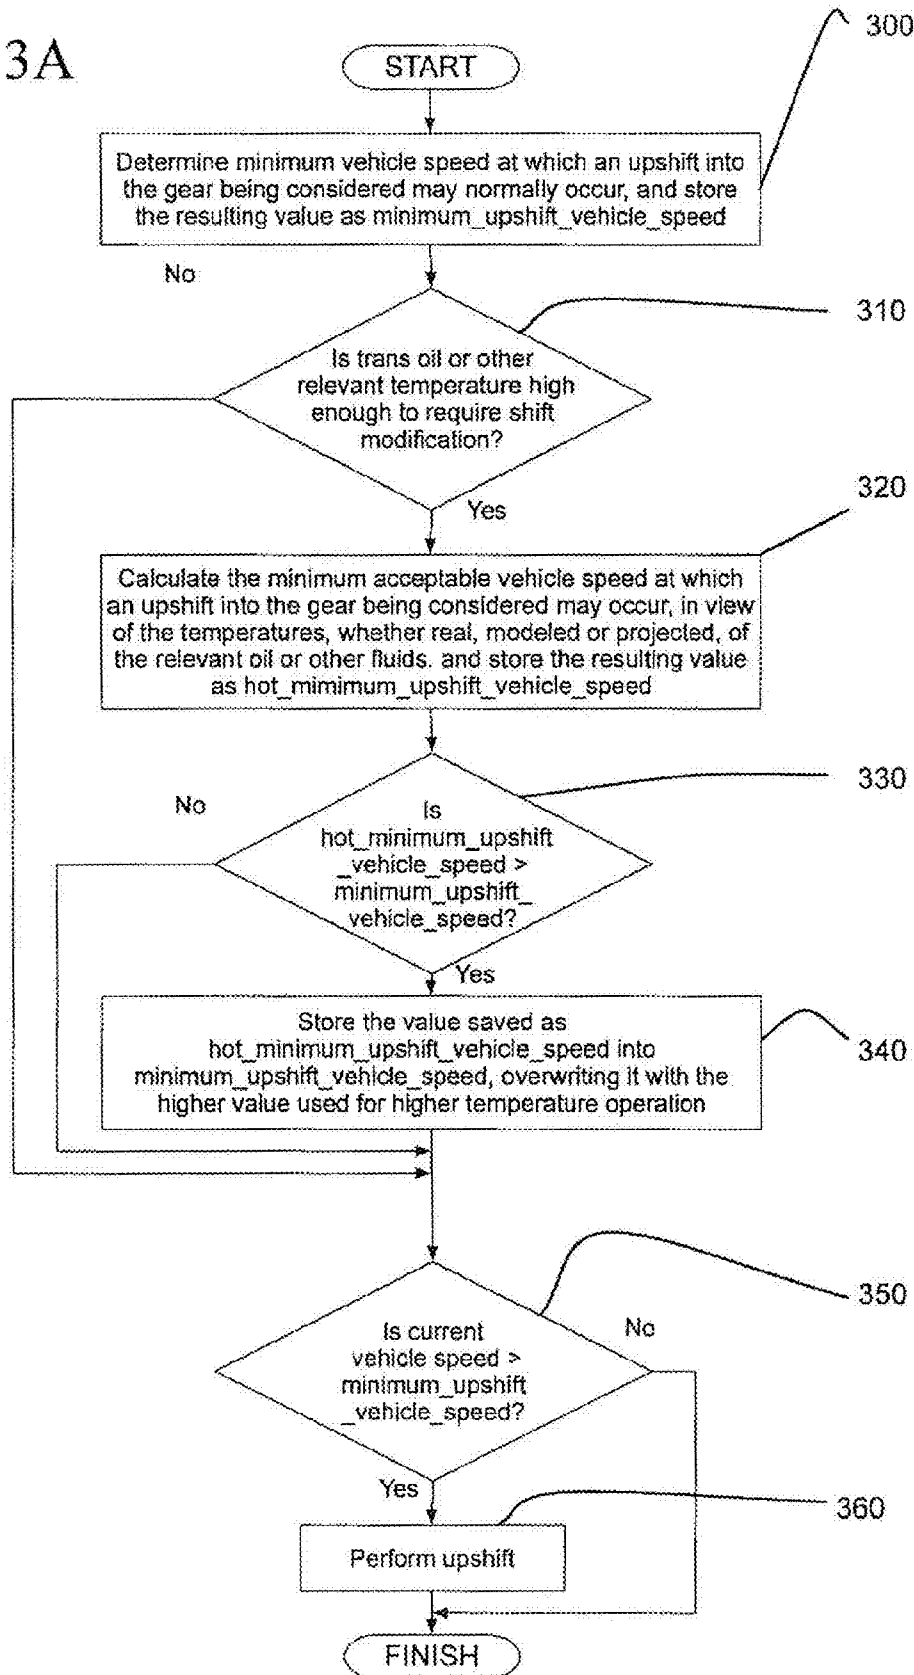 3A
300
START
Determine minimum vehicle speed at which an upshift into
the gear being considered may normally occur, and store
the resulting value as minimum_upshift_vehicle_speed
No
310
Is trans oil or other
relevant temperature high
enough to require shift
modification?
320
Yes
Calculate the minimum acceptable vehicle speed at which
an upshift into the gear being considered may occur, in view
of the temperatures, whether real, modeled or projected, of
the relevant oil or other fluids. and store the resulting value
as hot_mimimum_upshift_vehicle_speed
330
No
Is
hot_minimum_upshift
_vehicle_speed >
minimum_upshift_
vehicle_speed?
Yes
Store the value saved as
hot_minimum_upshift_vehicle_speed into
minimum_upshift_vehicle_speed, overwriting it with the
higher value used for higher temperature operation
340
350
No
Is current
vehicle speed >
minimum_upshift
_vehicle_speed?
Yes
360
Perform upshift
FINISH